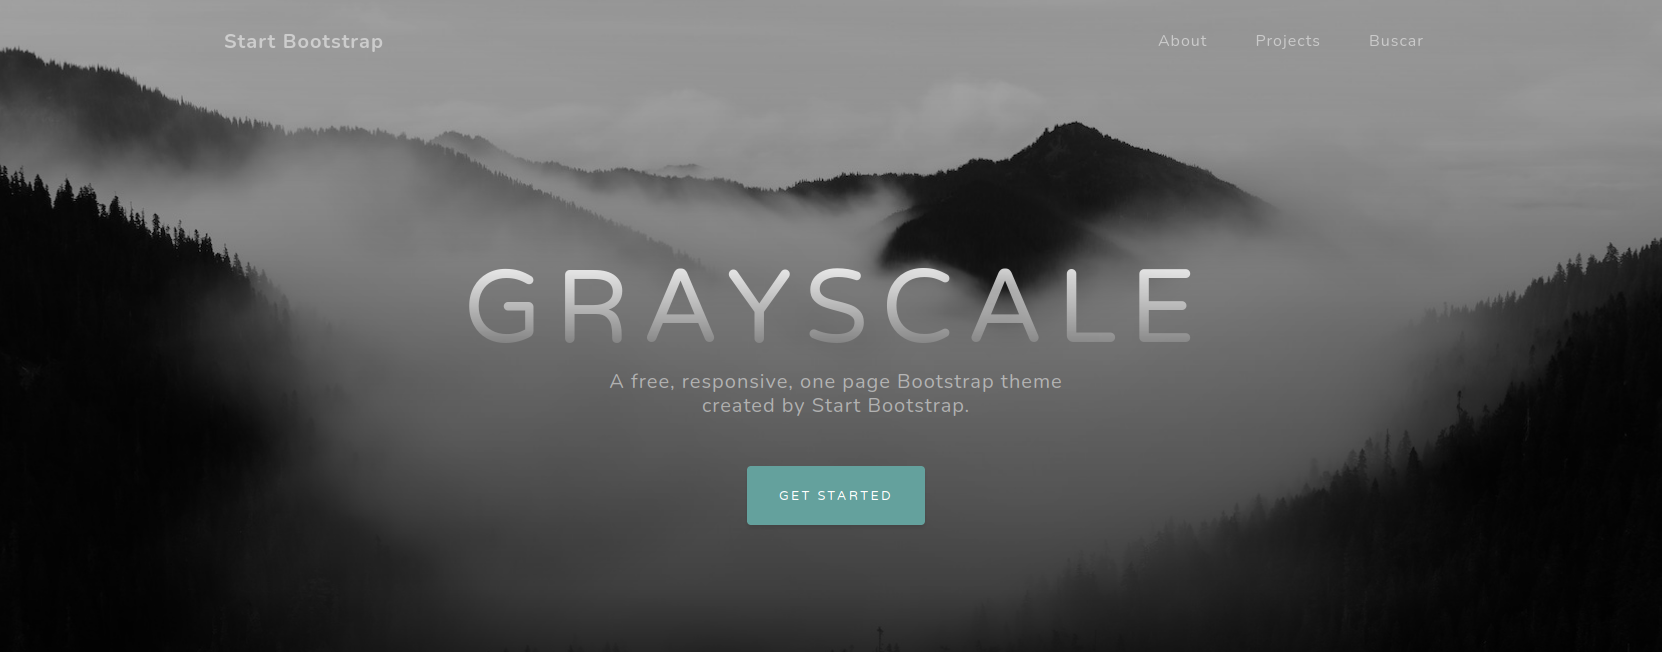 Start Bootstrap
About Projects Buscar
GRAYSCALE
A free, responsive, one page Bootstrap theme
created by Start Bootstrap.
GET STARTED